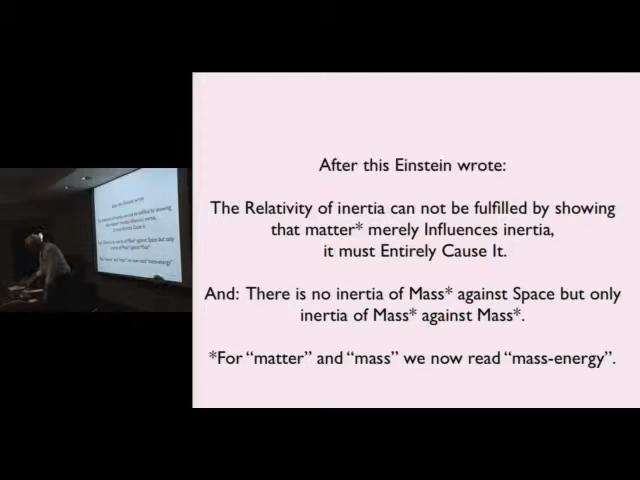 After this Einstein wrote:
The Relativity of inertia can not be fulfilled by showing
that matter* merely Influences inertia,
it must Entirely Cause It.
And: There is no inertia of Mass* against Space but only
inertia of Mass* against Mass*.
*For “matter” and “mass” we now read “mass-energy”.